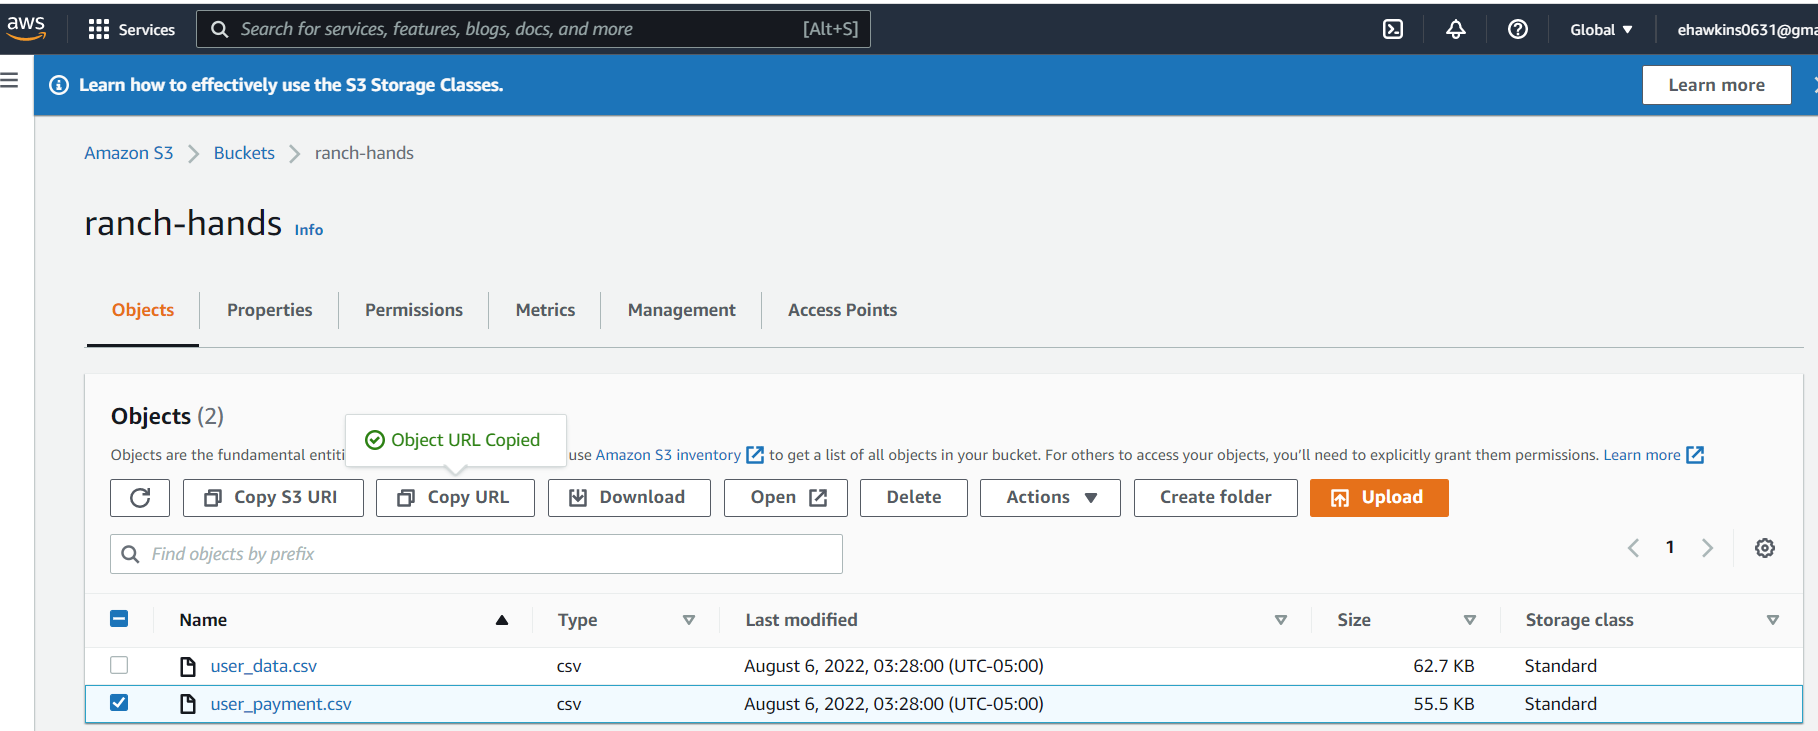 aws Services Search for services, features, blogs, docs, and more [Alt+S] Global ehawkins0631@gma
Learn how to effectively use the S3 Storage Classes. Learn more
Amazon S3 Buckets ranch-hands
ranch-hands Info
Objects Properties Permissions Metrics Management Access Points
Objects (2)
Object URL Copied
Objects are the fundamental entiti use Amazon S3 inventory to get a list of all objects in your bucket. For others to access your objects, you'll need to explicitly grant them permissions. Learn more
Copy S3 URI Copy URL Download Open Delete Actions Create folder Upload
Find objects by prefix 1
Name Type Last modified Size Storage class
user_data.csv csv August 6, 2022, 03:28:00 (UTC-05:00) 62.7 KB Standard
user_payment.csv csv August 6, 2022, 03:28:00 (UTC-05:00) 55.5 KB Standard